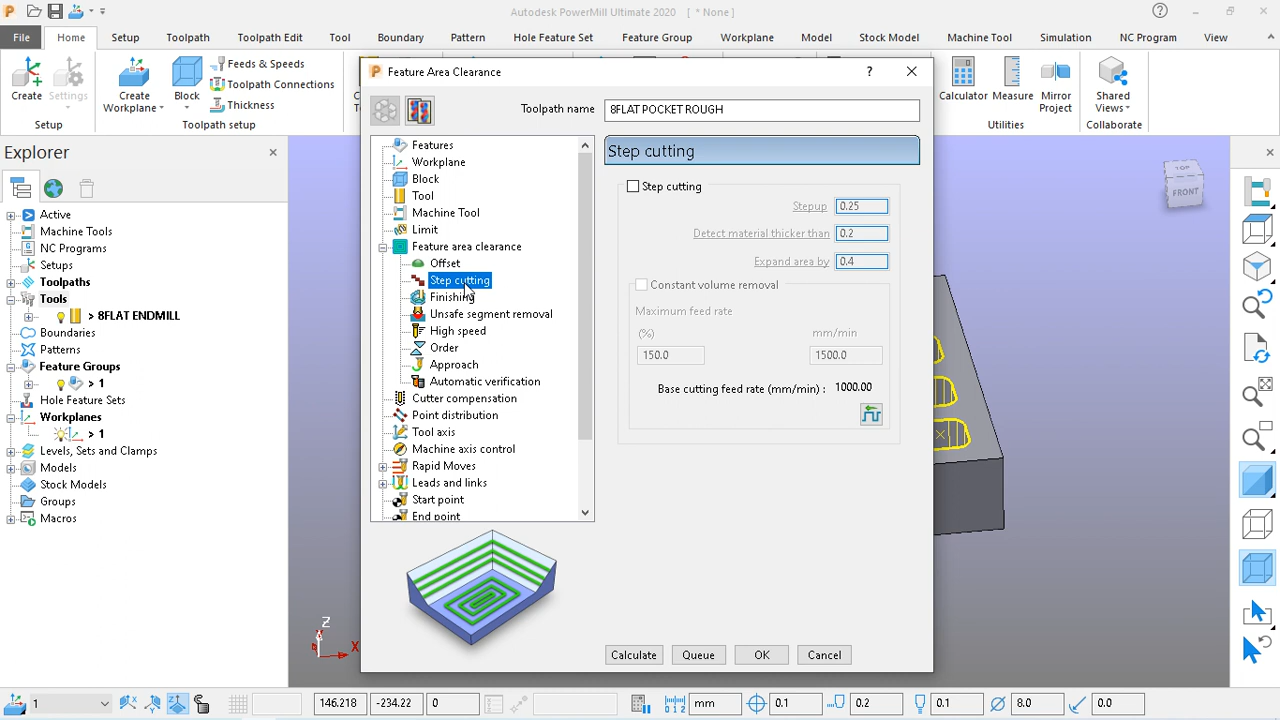 Autodesk PowerMill Ultimate 2020 [ * None ]
File Home Setup Toolpath Toolpath Edit Tool Boundary Pattern Hole Feature Set Feature Group Workplane Model Stock Model Machine Tool Simulation NC Program View
Create
Settings
Setup
Create
Workplane
Block
Feeds & Speeds
Toolpath Connections
Thickness
Toolpath setup
Calculator
Measure
Mirror
Project
Utilities
Shared
Views
Collaborate
Explorer
Active
Machine Tools
NC Programs
Setups
Toolpaths
Tools
> 8FLAT ENDMILL
Boundaries
Patterns
Feature Groups
> 1
Hole Feature Sets
Workplanes
> 1
Levels, Sets and Clamps
Models
Stock Models
Groups
Macros
Feature Area Clearance
Toolpath name 8FLAT POCKET ROUGH
Features
Workplane
Block
Tool
Machine Tool
Limit
Feature area clearance
Offset
Step cutting
Finishing
Unsafe segment removal
High speed
Order
Approach
Automatic verification
Cutter compensation
Point distribution
Tool axis
Machine axis control
Rapid Moves
Leads and links
Start point
End point
Step cutting
Step cutting
Stepup 0.25
Detect material thicker than 0.2
Expand area by 0.4
Constant volume removal
Maximum feed rate
(%) mm/min
150.0 1500.0
Base cutting feed rate (mm/min) : 1000.00
Calculate Queue OK Cancel
TOP
FRONT
Z
X
1 146.218 -234.22 0 mm 0.1 0.2 0.1 8.0 0.0